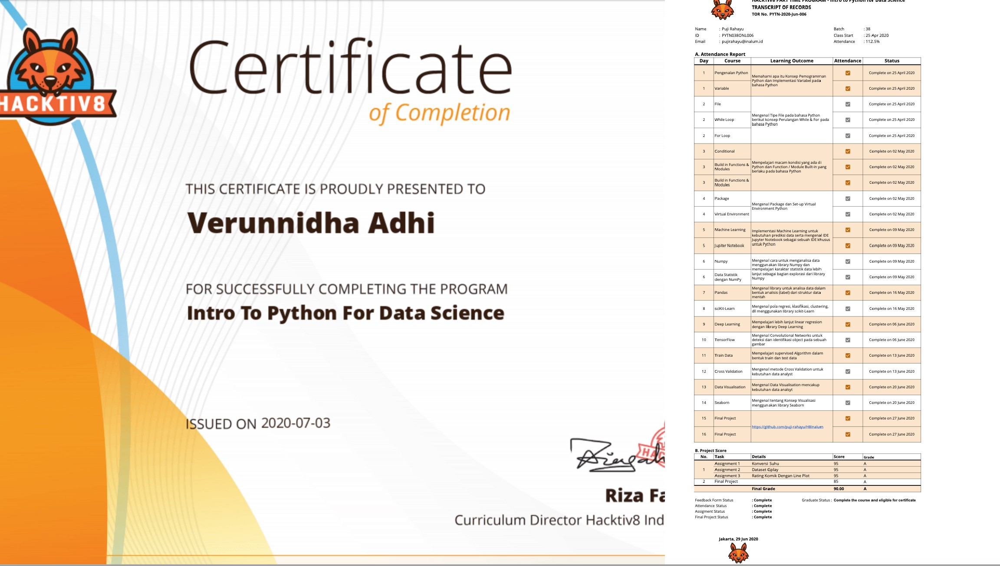 HACKTIV8
Certificate
of Completion
THIS CERTIFICATE IS PROUDLY PRESENTED TO
Verunnidha Adhi
FOR SUCCESSFULLY COMPLETING THE PROGRAM
Intro To Python For Data Science
ISSUED ON 2020-07-03
Riza Fa
Curriculum Director Hacktiv8 Ind
HACKTIV8 PART TIME PROGRAM - Intro to Python for Data Science
TRANSCRIPT OF RECORDS
TOR No. PYTN-2020-Jun-006
Name : Puji Rahayu Batch : 38
ID : PYTN038ONL006 Class Start : 25 Apr 2020
Email : pujirahayu@inalum.id Attendance : 112.5%
A. Attendance Report
Day Course Learning Outcome Attendance Status
1 Pengenalan Python Complete on 25 April 2020
Memahami apa itu Konsep Pemogramman
Python dan Implementasi Variabel pada
bahasa Python
1 Variable Complete on 25 April 2020
2 File Complete on 25 April 2020
Mengenal Tipe File pada bahasa Python
berikut konsep Perulangan While & For pada
bahasa Python
2 While Loop Complete on 25 April 2020
2 For Loop Complete on 25 April 2020
3 Conditional Complete on 02 May 2020
Mempelajari macam kondisi yang ada di
Python dan Function / Module Built-in yang
berlaku pada bahasa Python
3 Build in Functions & Complete on 02 May 2020
Modules
3 Build in Functions & Complete on 02 May 2020
Modules
4 Package Complete on 02 May 2020
Mengenal Package dan Set-up Virtual
Environment Python
4 Virtual Environment Complete on 02 May 2020
5 Machine Learning Complete on 09 May 2020
Implementasi Machine Learning untuk
kebutuhan prediksi data serta mengenal IDE
Jupyter Notebook sebagai sebuah IDE khusus
untuk Python
5 Jupiter Notebook Complete on 09 May 2020
6 Numpy Complete on 09 May 2020
Mengenal cara untuk menganalisa data
menggunakan library Numpy dan
mempelajari karakter statistik data lebih
lanjut sebagai bagian explorasi dari library
Numpy
6 Data Statistik Complete on 09 May 2020
dengan NumPy
7 Pandas Complete on 16 May 2020
Mengenal library untuk analisa data dalam
bentuk analisis (tabel) dari struktur data
mentah
8 sciKit-Learn Complete on 16 May 2020
Mengenal pola regresi, klasifikasi, clustering,
dll menggunakan library scikit-Learn
9 Deep Learning Complete on 06 June 2020
Mempelajari lebih lanjut linear regresion
dengan library Deep Learning
10 TensorFlow Complete on 06 June 2020
Mengenal Convolutional Networks untuk
deteksi dan identifikasi object pada sebuah
gambar
11 Train Data Complete on 13 June 2020
Mempelajari supervised Algorithm dalam
bentuk train dan test data
12 Cross Validation Complete on 13 June 2020
Mengenal metode Cross Validation untuk
kebutuhan data analyst
13 Data Visualisation Complete on 20 June 2020
Mengenal Data Visualisation mencakup
kebutuhan data analsyt
14 Seaborn Complete on 20 June 2020
Mengenal tentang Konsep Visualisasi
menggunakan library Seaborn
15 Final Project Complete on 27 June 2020
https://github.com/puji-rahayu/H8Inalum
16 Final Project Complete on 27 June 2020
B. Project Score
No. Task Details Score Grade
Assignment 1 Konversi Suhu 95 A
1 Assignment 2 Dataset Gplay 95 A
Assignment 3 Rating Komik Dengan Line Plot 95 A
2 Final Project 85 A
Final Grade 90.00 A
Feedback Form Status : Complete Graduate Status : Complete the course and eligible for certificate
Attendance Status : Complete
Assigment Status : Complete
Final Project Status : Complete
Jakarta, 29 Jun 2020